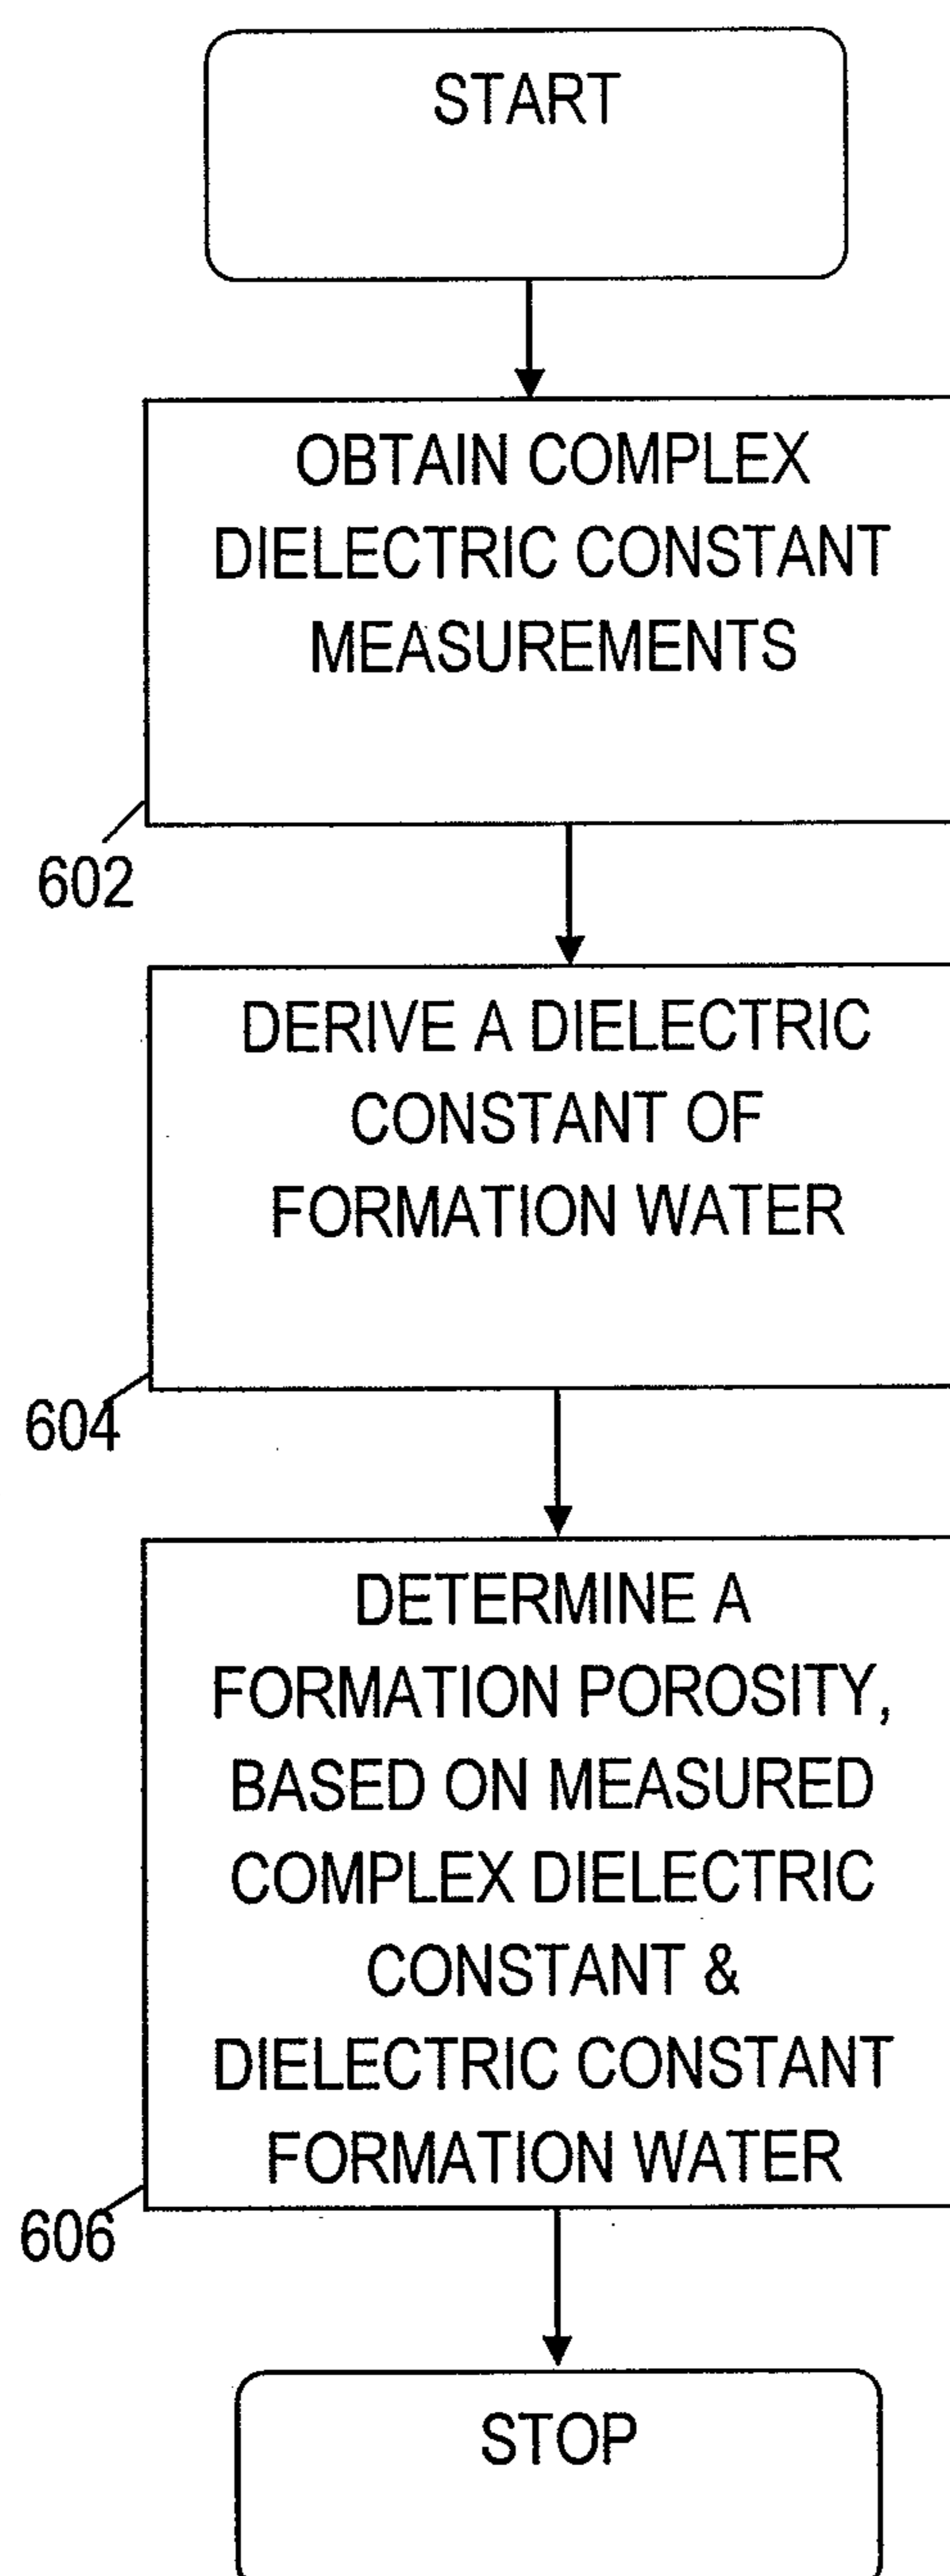 START
OBTAIN COMPLEX
DIELECTRIC CONSTANT
MEASUREMENTS
602
DERIVE A DIELECTRIC
CONSTANT OF
FORMATION WATER
604
DETERMINE A
FORMATION POROSITY,
BASED ON MEASURED
COMPLEX DIELECTRIC
CONSTANT &
DIELECTRIC CONSTANT
FORMATION WATER
606
STOP